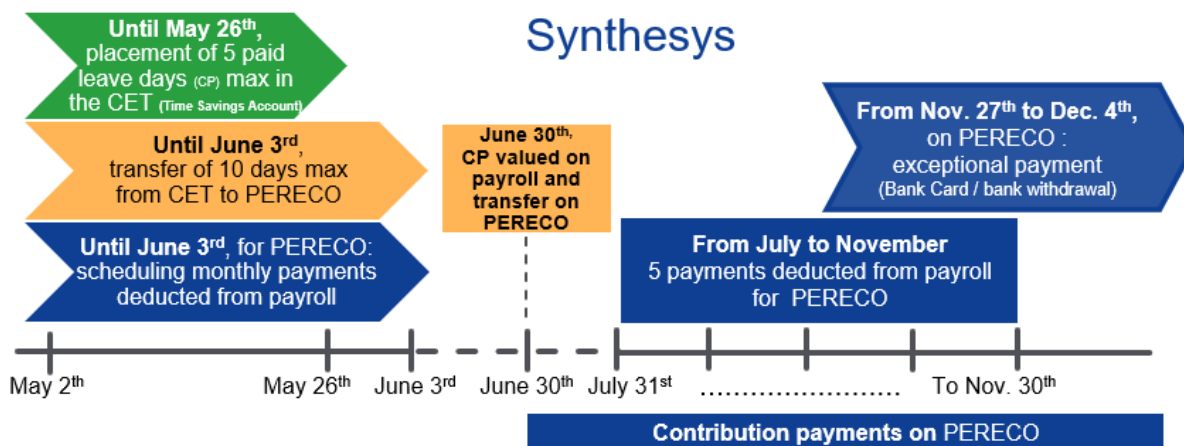 Synthesys
Until May 26th,
placement of 5 paid
leave days (CP) max in
the CET (Time Savings Account)
Until June 3rd,
transfer of 10 days max
from CET to PERECO
Until June 3rd, for PERECO:
scheduling monthly payments
deducted from payroll
June 30th,
CP valued on
payroll and
transfer on
PERECO
From Nov. 27th to Dec. 4th,
on PERECO :
exceptional payment
(Bank Card / bank withdrawal)
From July to November
5 payments deducted from payroll
for PERECO
May 2th
May 26th
June 3rd
June 30th
July 31st
......................
To Nov. 30th
Contribution payments on PERECO